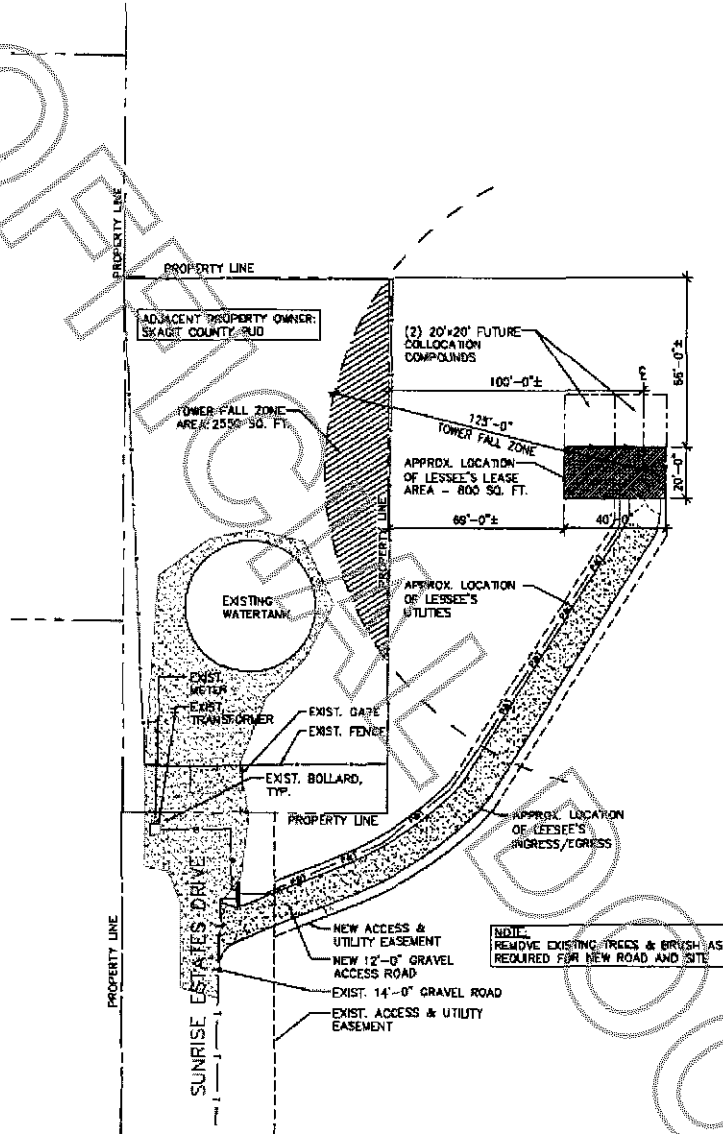 PROPERTY LINE
PROPERTY LINE
ADJACENT PROPERTY OWNER:
SKAGIT COUNTY PUD
(2) 20'x20' FUTURE
COLLOCATION
COMPOUNDS
100'-0"±
TOWER FALL ZONE
AREA: 2550 SQ. FT.
125'-0"
TOWER FALL ZONE
20'-0"
APPROX. LOCATION
OF LESSEE'S LEASE
AREA - 800 SQ. FT.
PROPERTY LINE
40'-0"
EXISTING
WATERTANK
APPROX. LOCATION
OF LESSEE'S
UTILITIES
EXIST.
METER
EXIST.
TRANSFORMER
EXIST. GATE
EXIST. FENCE
EXIST. BOLLARD,
TYP.
PROPERTY LINE
APPROX. LOCATION
OF LEESEE'S
INGRESS/EGRESS
NEW ACCESS &
UTILITY EASEMENT
NEW 12'-0" GRAVEL
ACCESS ROAD
EXIST. 14'-0" GRAVEL ROAD
EXIST. ACCESS & UTILITY
EASEMENT
NOTE:
REMOVE EXISTING TREES & BRUSH AS
REQUIRED FOR NEW ROAD AND SITE
PROPERTY LINE
SUNRISE ESTATES DRIVE